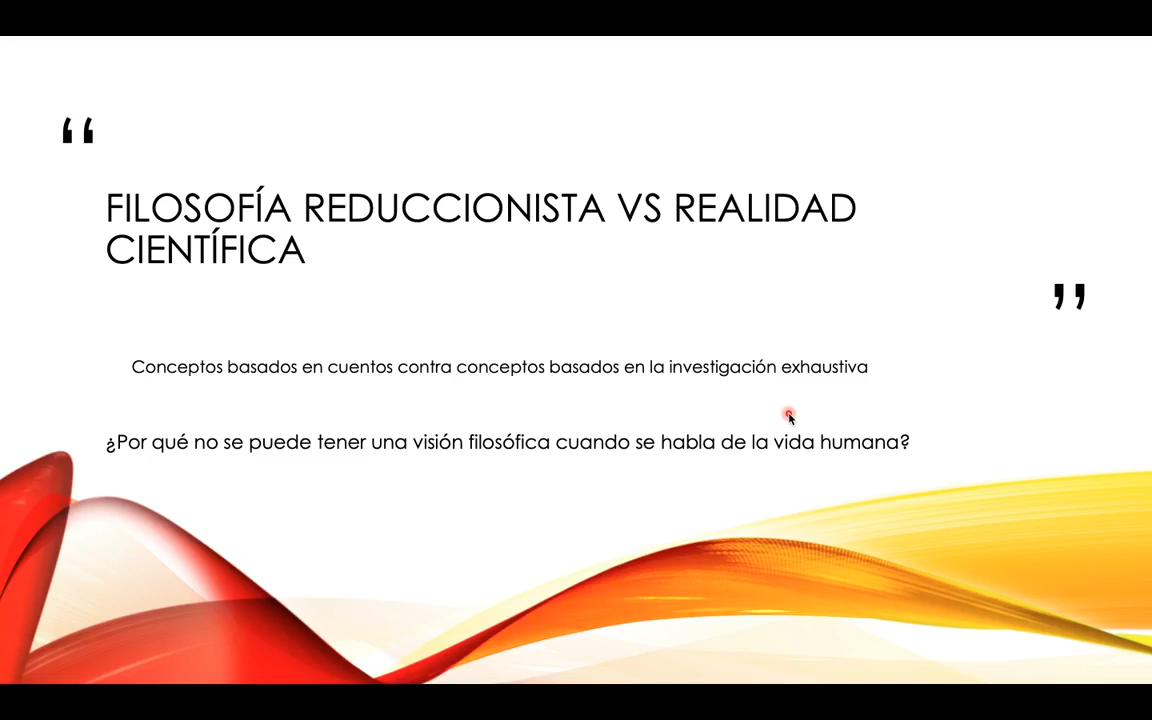 “
FILOSOFÍA REDUCCIONISTA VS REALIDAD
CIENTÍFICA
”
Conceptos basados en cuentos contra conceptos basados en la investigación exhaustiva
¿Por qué no se puede tener una visión filosófica cuando se habla de la vida humana?